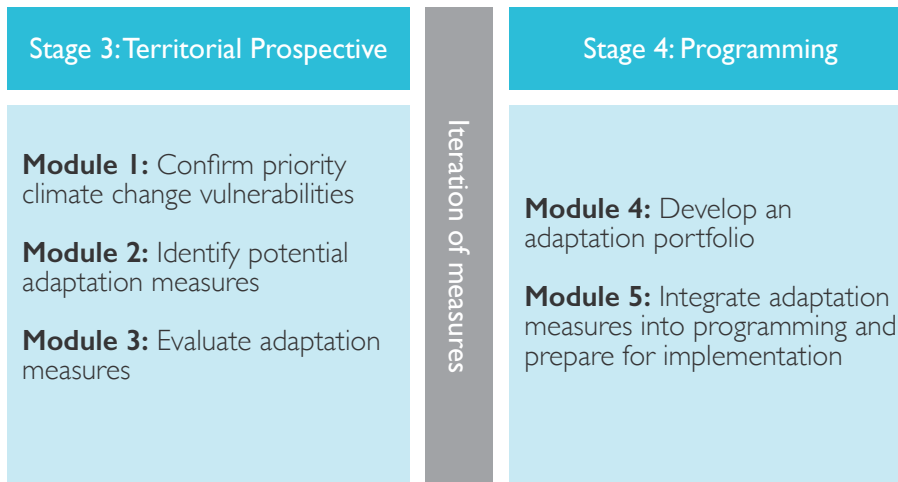 Stage 3: Territorial Prospective
Module 1: Confirm priority
climate change vulnerabilities
Module 2: Identify potential
adaptation measures
Module 3: Evaluate adaptation
measures
Iteration of measures
Stage 4: Programming
Module 4: Develop an
adaptation portfolio
Module 5: Integrate adaptation
measures into programming and
prepare for implementation